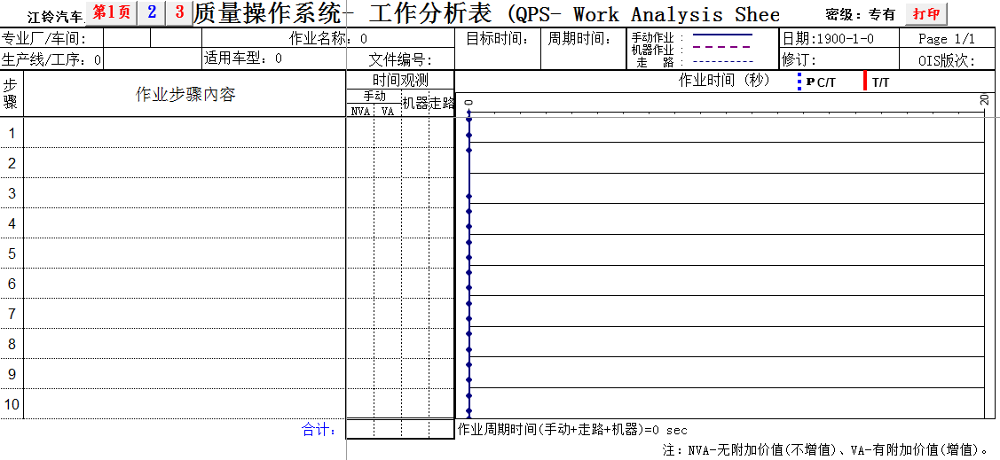 江铃汽车 第1页 2 3 质量操作系统- 工作分析表 (QPS- Work Analysis Shee 密级：专有 打印
专业厂/车间: 作业名称: 0 目标时间: 周期时间: 手动作业 : 日期:1900-1-0 Page 1/1
机器作业 :
生产线/工序: 0 适用车型: 0 文件编号: 走 路 : 修订: OIS版次:
步骤 作业步骤内容 时间观测 作业时间 (秒) P C/T T/T
手动 机器 走路 0 20
NVA VA
1
2
3
4
5
6
7
8
9
10
合计: 作业周期时间(手动+走路+机器)=0 sec
注: NVA-无附加价值(不增值)、VA-有附加价值(增值)。